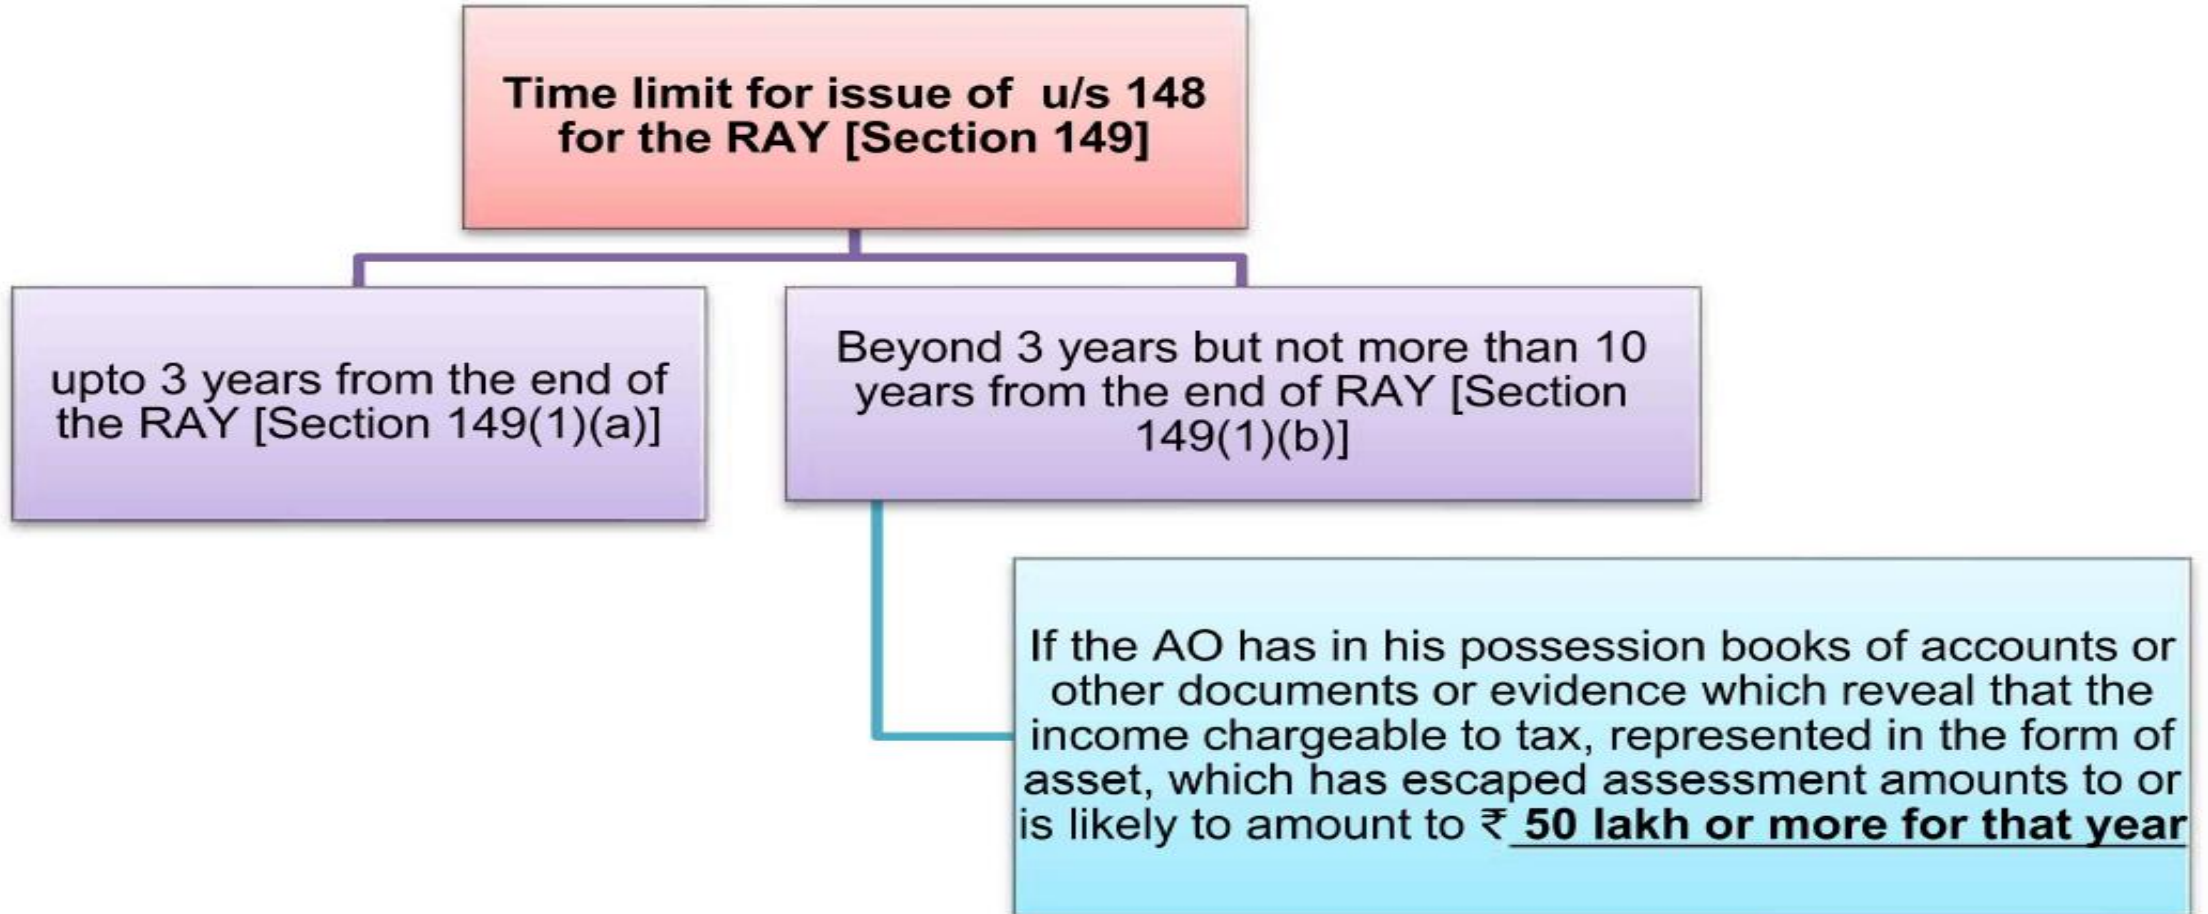 Time limit for issue of u/s 148
for the RAY [Section 149]
upto 3 years from the end of
the RAY [Section 149(1)(a)]
Beyond 3 years but not more than 10
years from the end of RAY [Section
149(1)(b)]
If the AO has in his possession books of accounts or
other documents or evidence which reveal that the
income chargeable to tax, represented in the form of
asset, which has escaped assessment amounts to or
is likely to amount to ₹ 50 lakh or more for that year